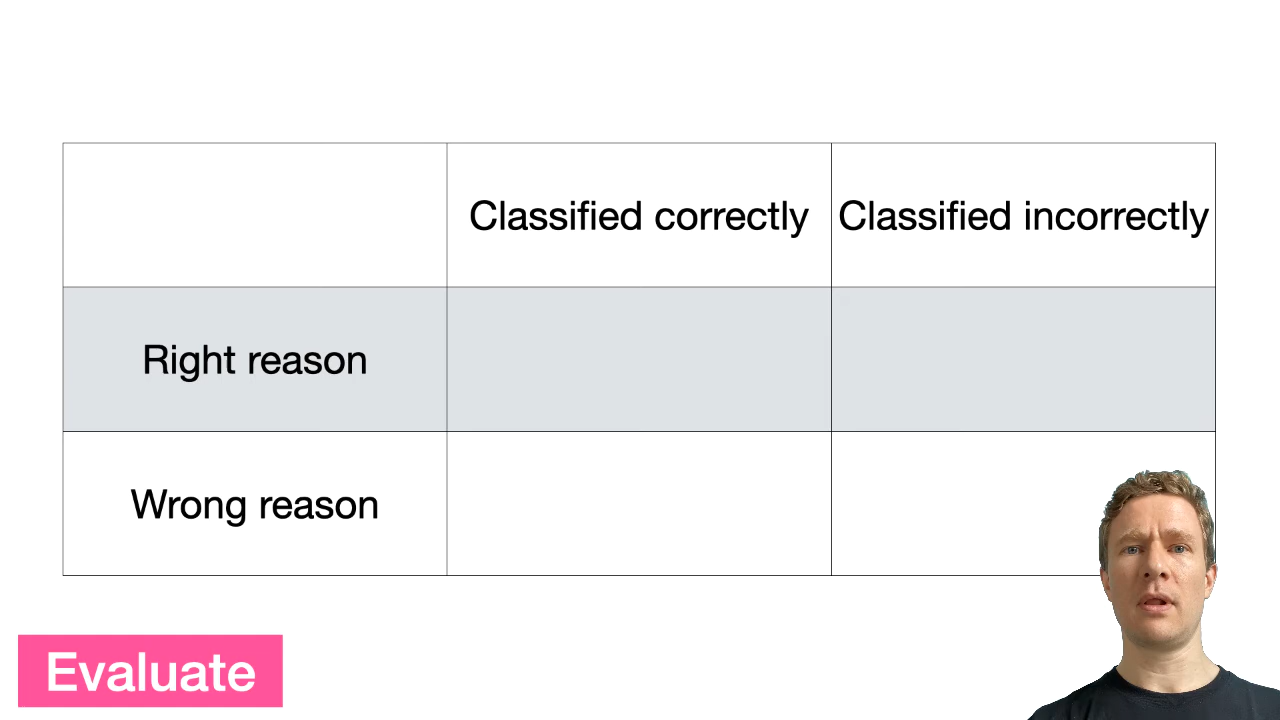 Classified correctly
Classified incorrectly
Right reason
Wrong reason
Evaluate